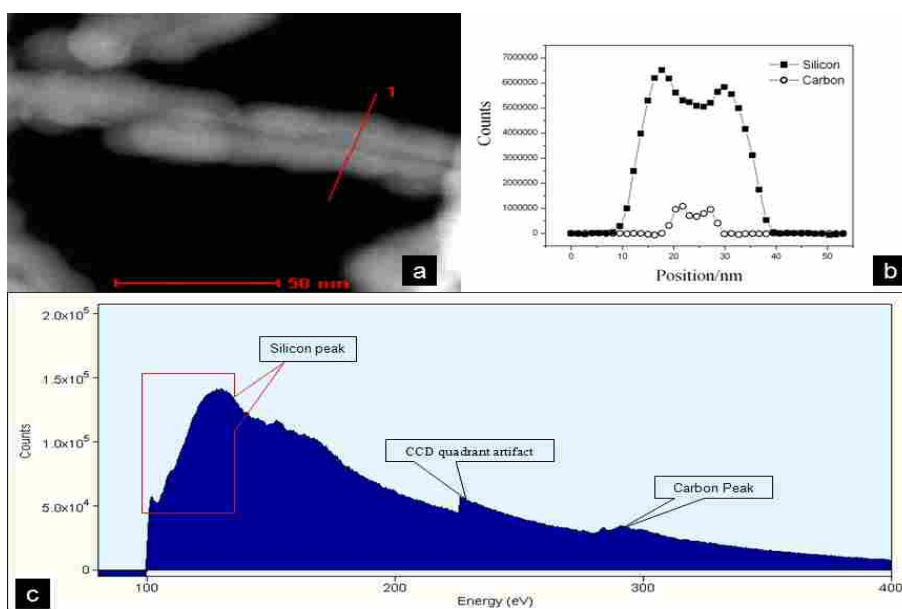 1
50 nm
a
7000000
6000000
5000000
4000000
3000000
2000000
1000000
0
Counts
Silicon
Carbon
0 10 20 30 40 50
Position/nm
b
2.0x10⁵
1.5x10⁵
1.0x10⁵
5.0x10⁴
0
Counts
Silicon peak
CCD quadrant artifact
Carbon Peak
100 200 300 400
Energy (eV)
c